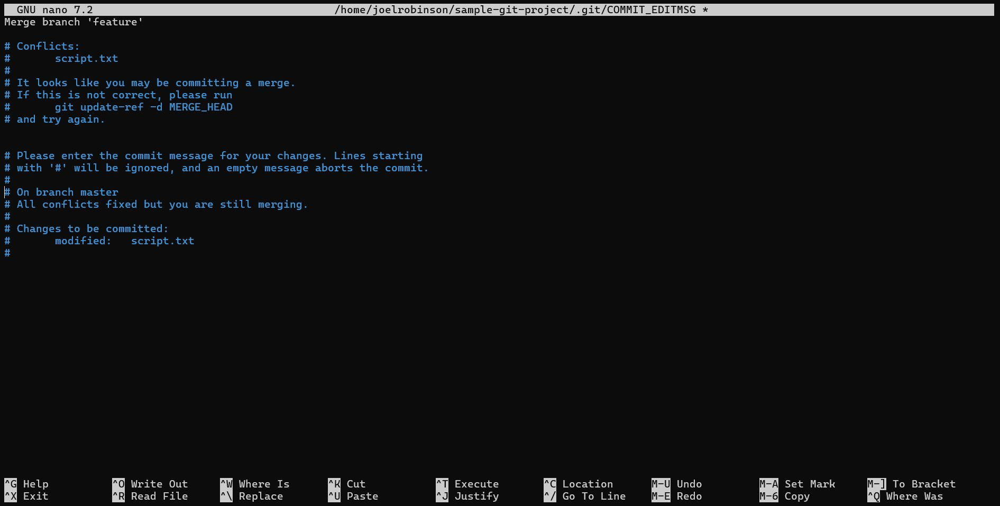 GNU nano 7.2 /home/joelrobinson/sample-git-project/.git/COMMIT_EDITMSG *
Merge branch 'feature'

# Conflicts:
#       script.txt
#
# It looks like you may be committing a merge.
# If this is not correct, please run
#       git update-ref -d MERGE_HEAD
# and try again.


# Please enter the commit message for your changes. Lines starting
# with '#' will be ignored, and an empty message aborts the commit.
#
# On branch master
# All conflicts fixed but you are still merging.
#
# Changes to be committed:
#       modified:   script.txt
#
^G Help ^O Write Out ^W Where Is ^K Cut ^T Execute ^C Location M-U Undo M-A Set Mark M-] To Bracket
^X Exit ^R Read File ^\ Replace ^U Paste ^J Justify ^/ Go To Line M-E Redo M-6 Copy ^Q Where Was